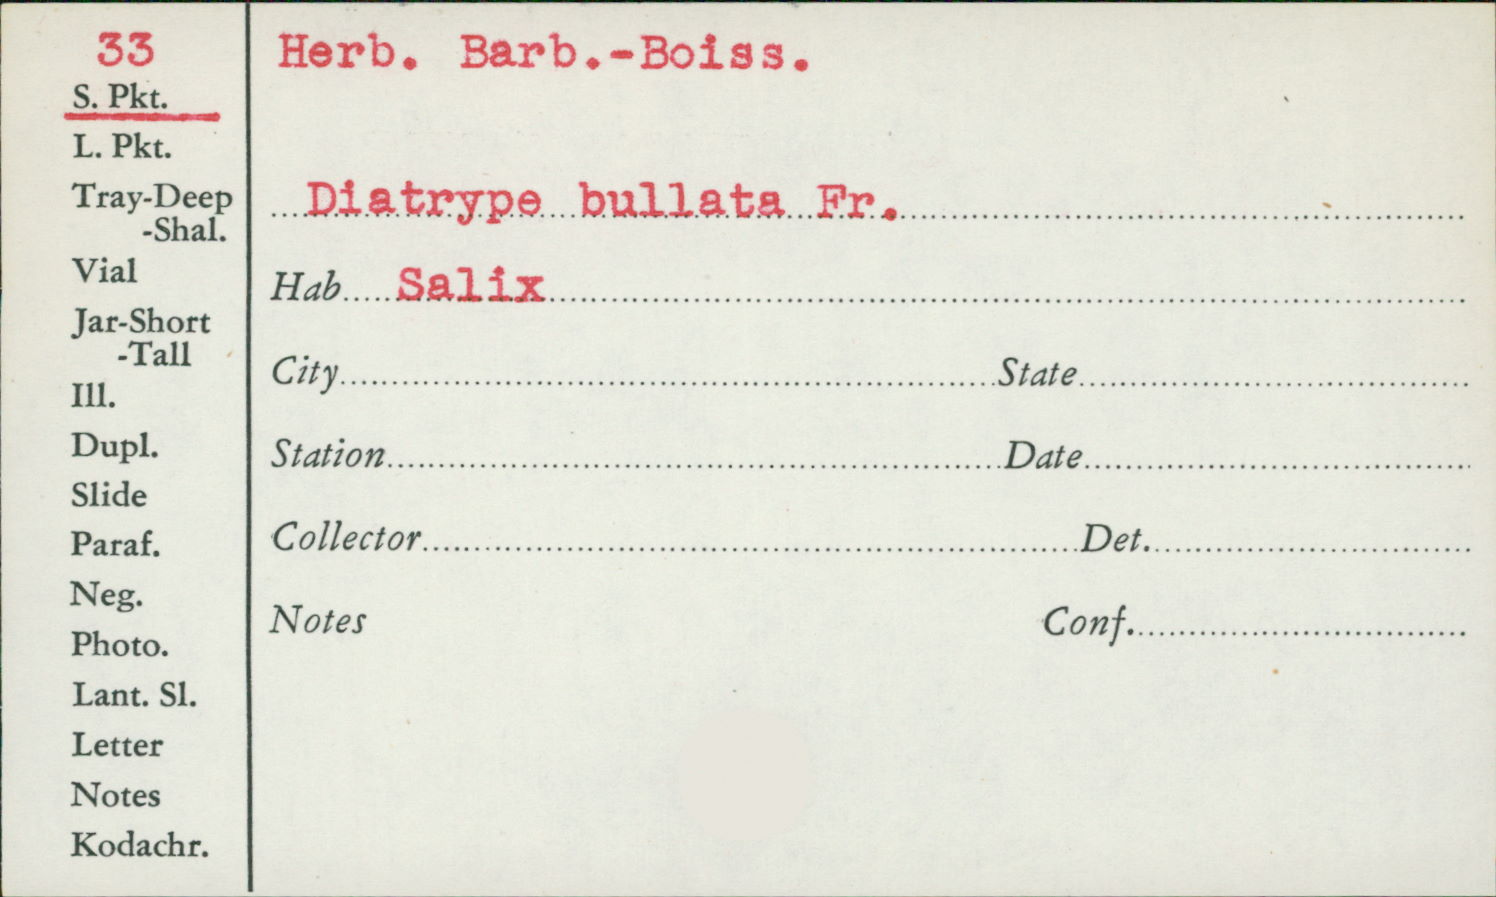 33
S. Pkt.
L. Pkt.
Tray-Deep
-Shal.
Vial
Jar-Short
-Tall
Ill.
Dupl.
Slide
Paraf.
Neg.
Photo.
Lant. Sl.
Letter
Notes
Kodachr.
Herb. Barb.-Boiss.
Diatrype bullata Fr.
Hab Salix
City State
Station Date
Collector Det.
Notes Conf.